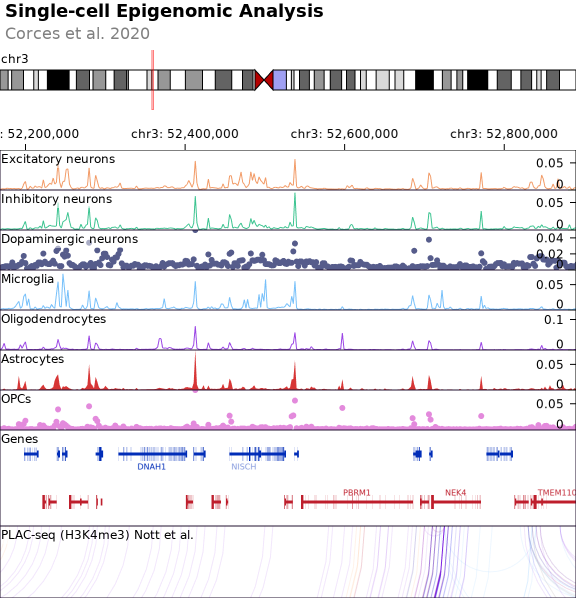 Single-cell Epigenomic Analysis
Corces et al. 2020
chr3
: 52,200,000 chr3: 52,400,000 chr3: 52,600,000 chr3: 52,800,000
Excitatory neurons 0.05
0
Inhibitory neurons 0.05
0
Dopaminergic neurons 0.04
0.02
0
Microglia 0.05
0
Oligodendrocytes 0.1
0
Astrocytes 0.05
0
OPCs 0.05
0
Genes
DNAH1 NISCH
PBRM1 NEK4 TMEM110
PLAC-seq (H3K4me3) Nott et al.